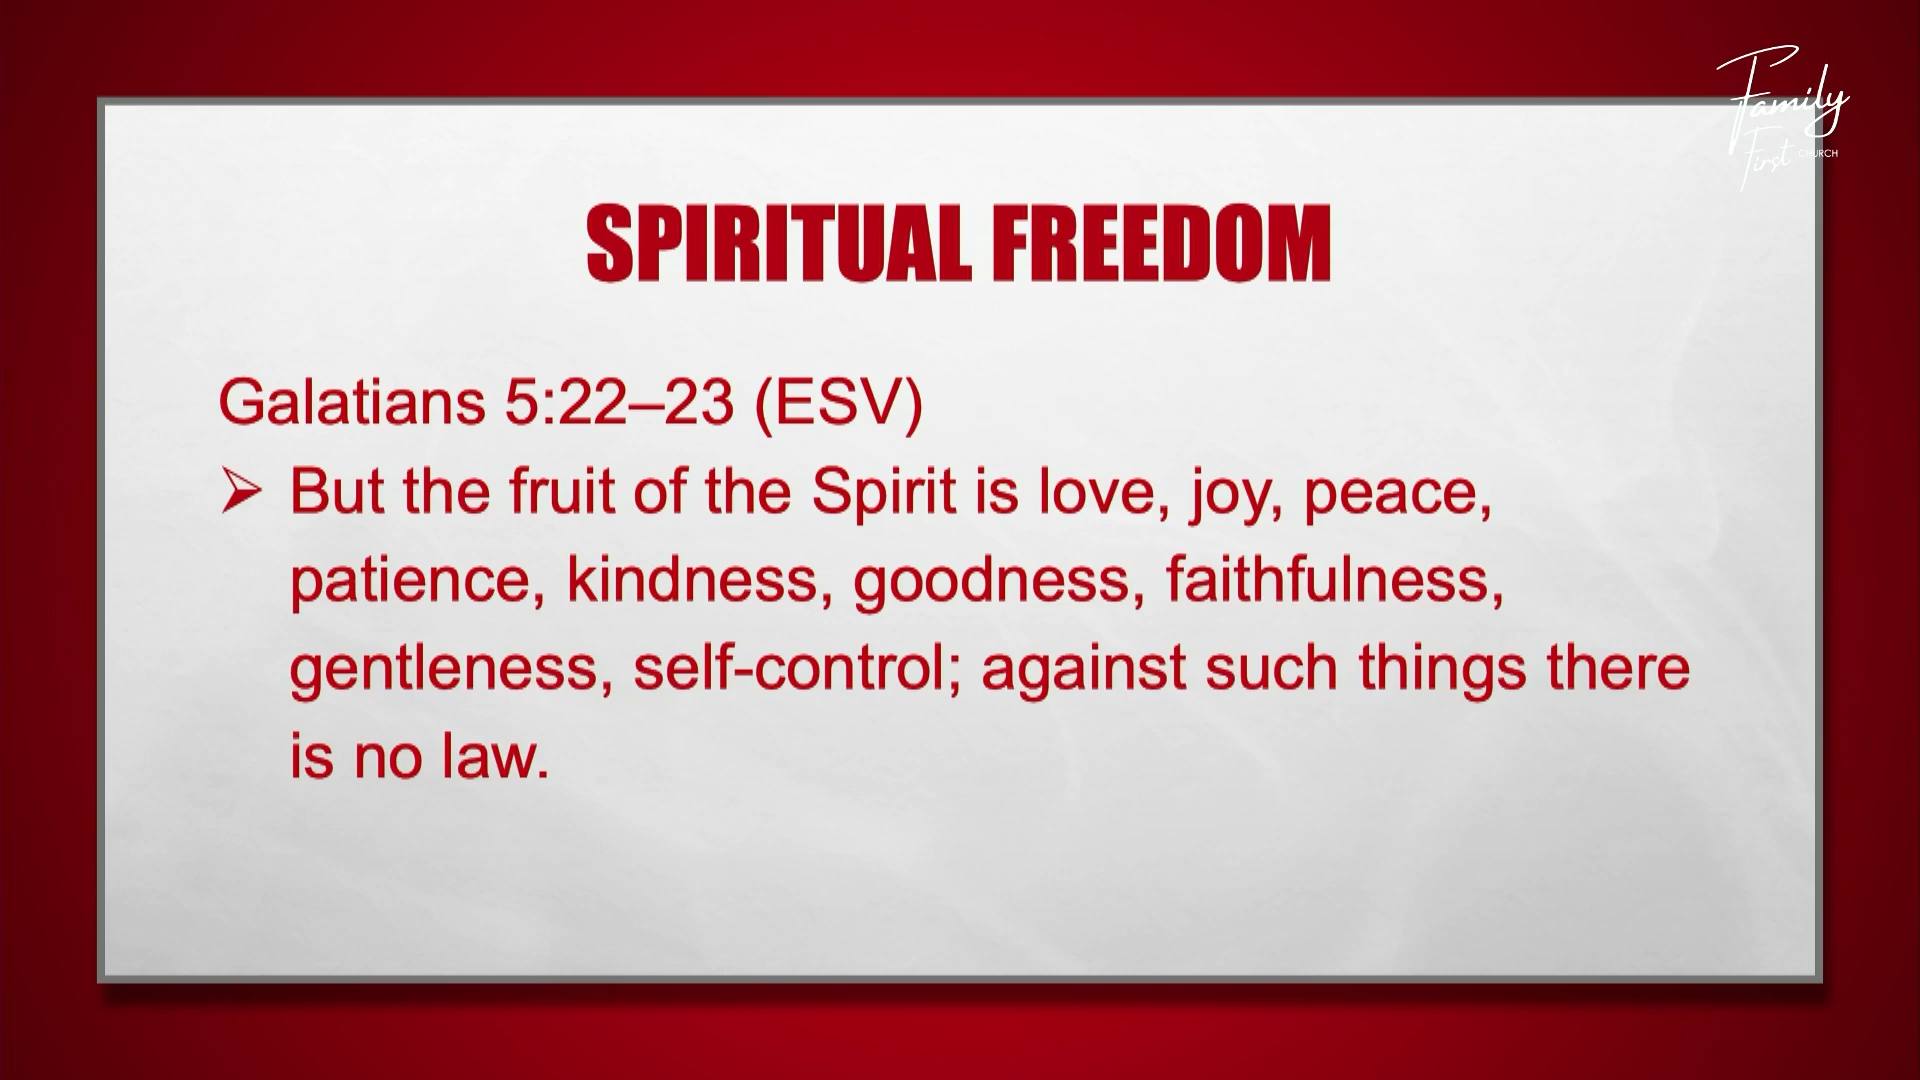 Family
First CHURCH
SPIRITUAL FREEDOM
Galatians 5:22–23 (ESV)
➢ But the fruit of the Spirit is love, joy, peace,
patience, kindness, goodness, faithfulness,
gentleness, self-control; against such things there
is no law.